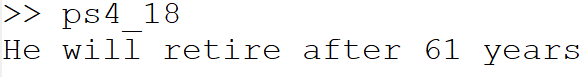 >> ps4_18
He will retire after 61 years